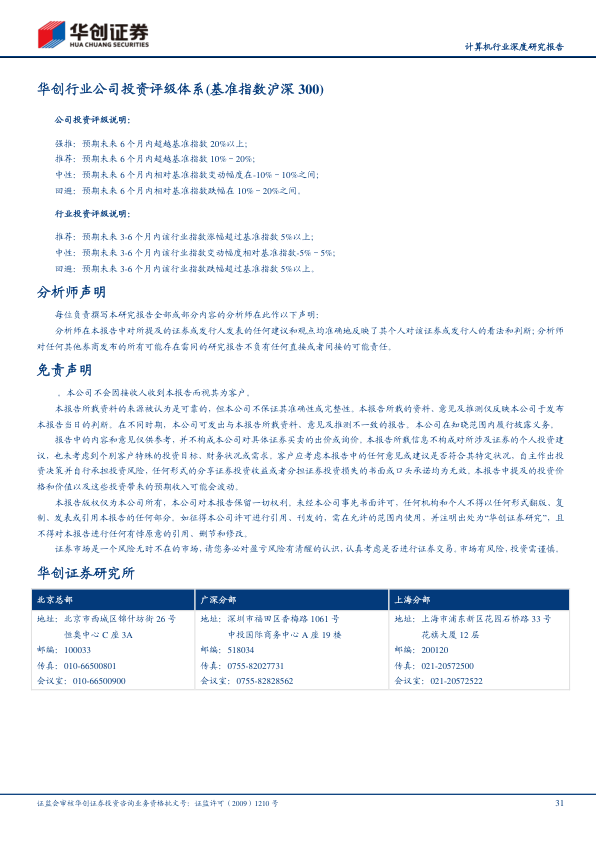 华创证券
HUA CHUANG SECURITIES
计算机行业深度研究报告
华创行业公司投资评级体系(基准指数沪深 300)
公司投资评级说明：
强推：预期未来 6 个月内超越基准指数 20%以上；
推荐：预期未来 6 个月内超越基准指数 10%－20%；
中性：预期未来 6 个月内相对基准指数变动幅度在-10%－10%之间；
回避：预期未来 6 个月内相对基准指数跌幅在 10%－20%之间。
行业投资评级说明：
推荐：预期未来 3-6 个月内该行业指数涨幅超过基准指数 5%以上；
中性：预期未来 3-6 个月内该行业指数变动幅度相对基准指数-5%－5%；
回避：预期未来 3-6 个月内该行业指数跌幅超过基准指数 5%以上。
分析师声明
每位负责撰写本研究报告全部或部分内容的分析师在此作以下声明：
分析师在本报告中对所提及的证券或发行人发表的任何建议和观点均准确地反映了其个人对该证券或发行人的看法和判断；分析师
对任何其他券商发布的所有可能存在雷同的研究报告不负有任何直接或者间接的可能责任。
免责声明
。本公司不会因接收人收到本报告而视其为客户。
本报告所载资料的来源被认为是可靠的，但本公司不保证其准确性或完整性。本报告所载的资料、意见及推测仅反映本公司于发布
本报告当日的判断。在不同时期，本公司可发出与本报告所载资料、意见及推测不一致的报告。本公司在知晓范围内履行披露义务。
报告中的内容和意见仅供参考，并不构成本公司对具体证券买卖的出价或询价。本报告所载信息不构成对所涉及证券的个人投资建
议，也未考虑到个别客户特殊的投资目标、财务状况或需求。客户应考虑本报告中的任何意见或建议是否符合其特定状况，自主作出投
资决策并自行承担投资风险，任何形式的分享证券投资收益或者分担证券投资损失的书面或口头承诺均为无效。本报告中提及的投资价
格和价值以及这些投资带来的预期收入可能会波动。
本报告版权仅为本公司所有，本公司对本报告保留一切权利。未经本公司事先书面许可，任何机构和个人不得以任何形式翻版、复
制、发表或引用本报告的任何部分。如征得本公司许可进行引用、刊发的，需在允许的范围内使用，并注明出处为“华创证券研究”，且
不得对本报告进行任何有悖原意的引用、删节和修改。
证券市场是一个风险无时不在的市场，请您务必对盈亏风险有清醒的认识，认真考虑是否进行证券交易。市场有风险，投资需谨慎。
华创证券研究所
北京总部 广深分部 上海分部
地址：北京市西城区锦什坊街 26 号 地址：深圳市福田区香梅路 1061 号 地址：上海市浦东新区花园石桥路 33 号
恒奥中心 C 座 3A 中投国际商务中心 A 座 19 楼 花旗大厦 12 层
邮编：100033 邮编：518034 邮编：200120
传真：010-66500801 传真：0755-82027731 传真：021-20572500
会议室：010-66500900 会议室：0755-82828562 会议室：021-20572522
证监会审核华创证券投资咨询业务资格批文号：证监许可（2009）1210 号 31